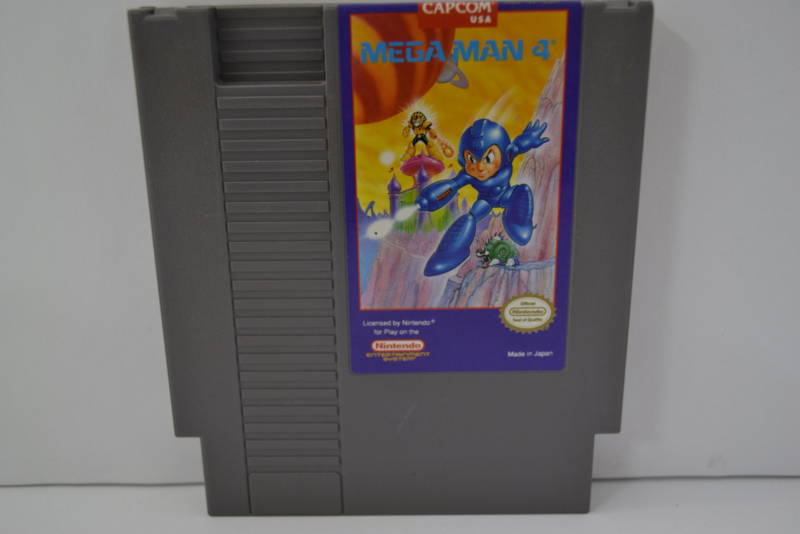 CAPCOM
USA
MEGA MAN 4®
Official
Nintendo
Seal of Quality
Licensed by Nintendo®
for Play on the
Nintendo
ENTERTAINMENT
SYSTEM™
Made in Japan